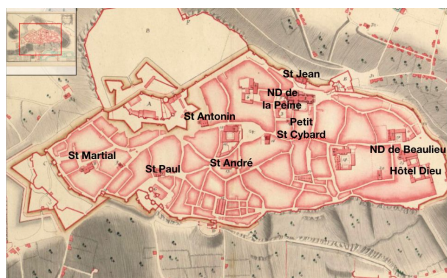 St Jean
ND de
la Peine
St Antonin
Petit
St Cybard
ND de Beaulieu
St Martial
St Paul
St André
Hôtel Dieu